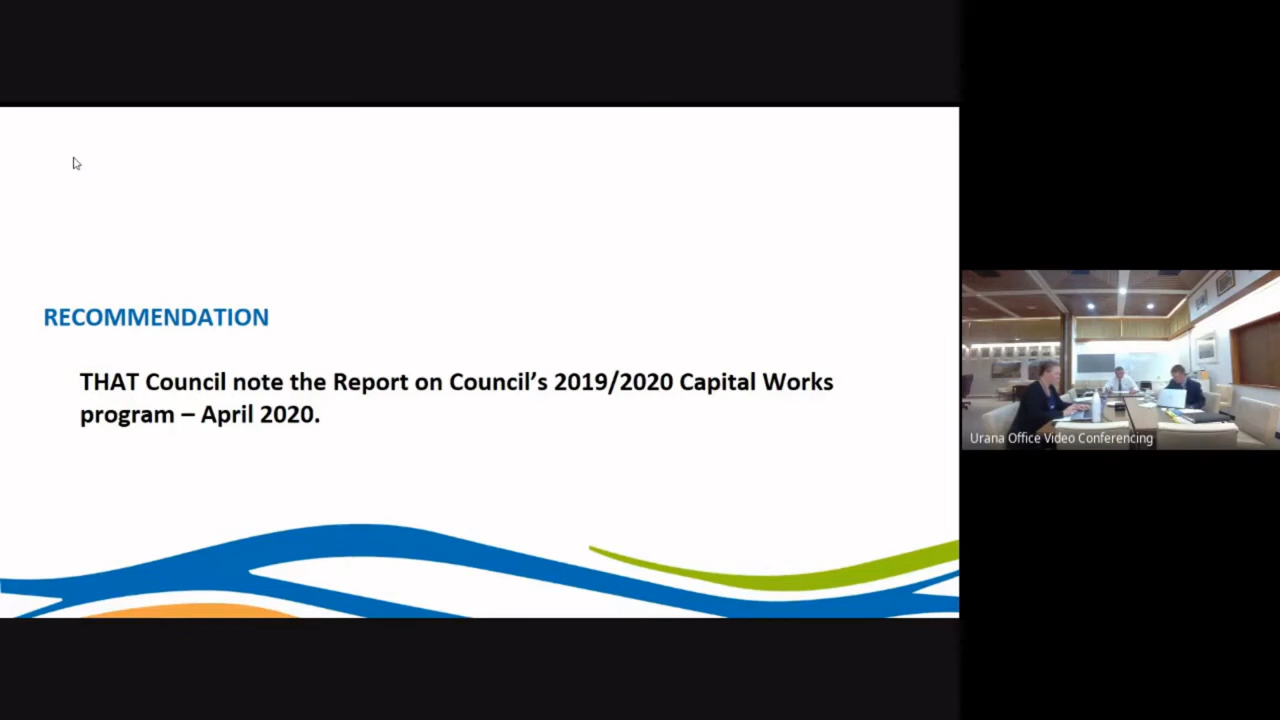 RECOMMENDATION
THAT Council note the Report on Council’s 2019/2020 Capital Works
program – April 2020.
Urana Office Video Conferencing